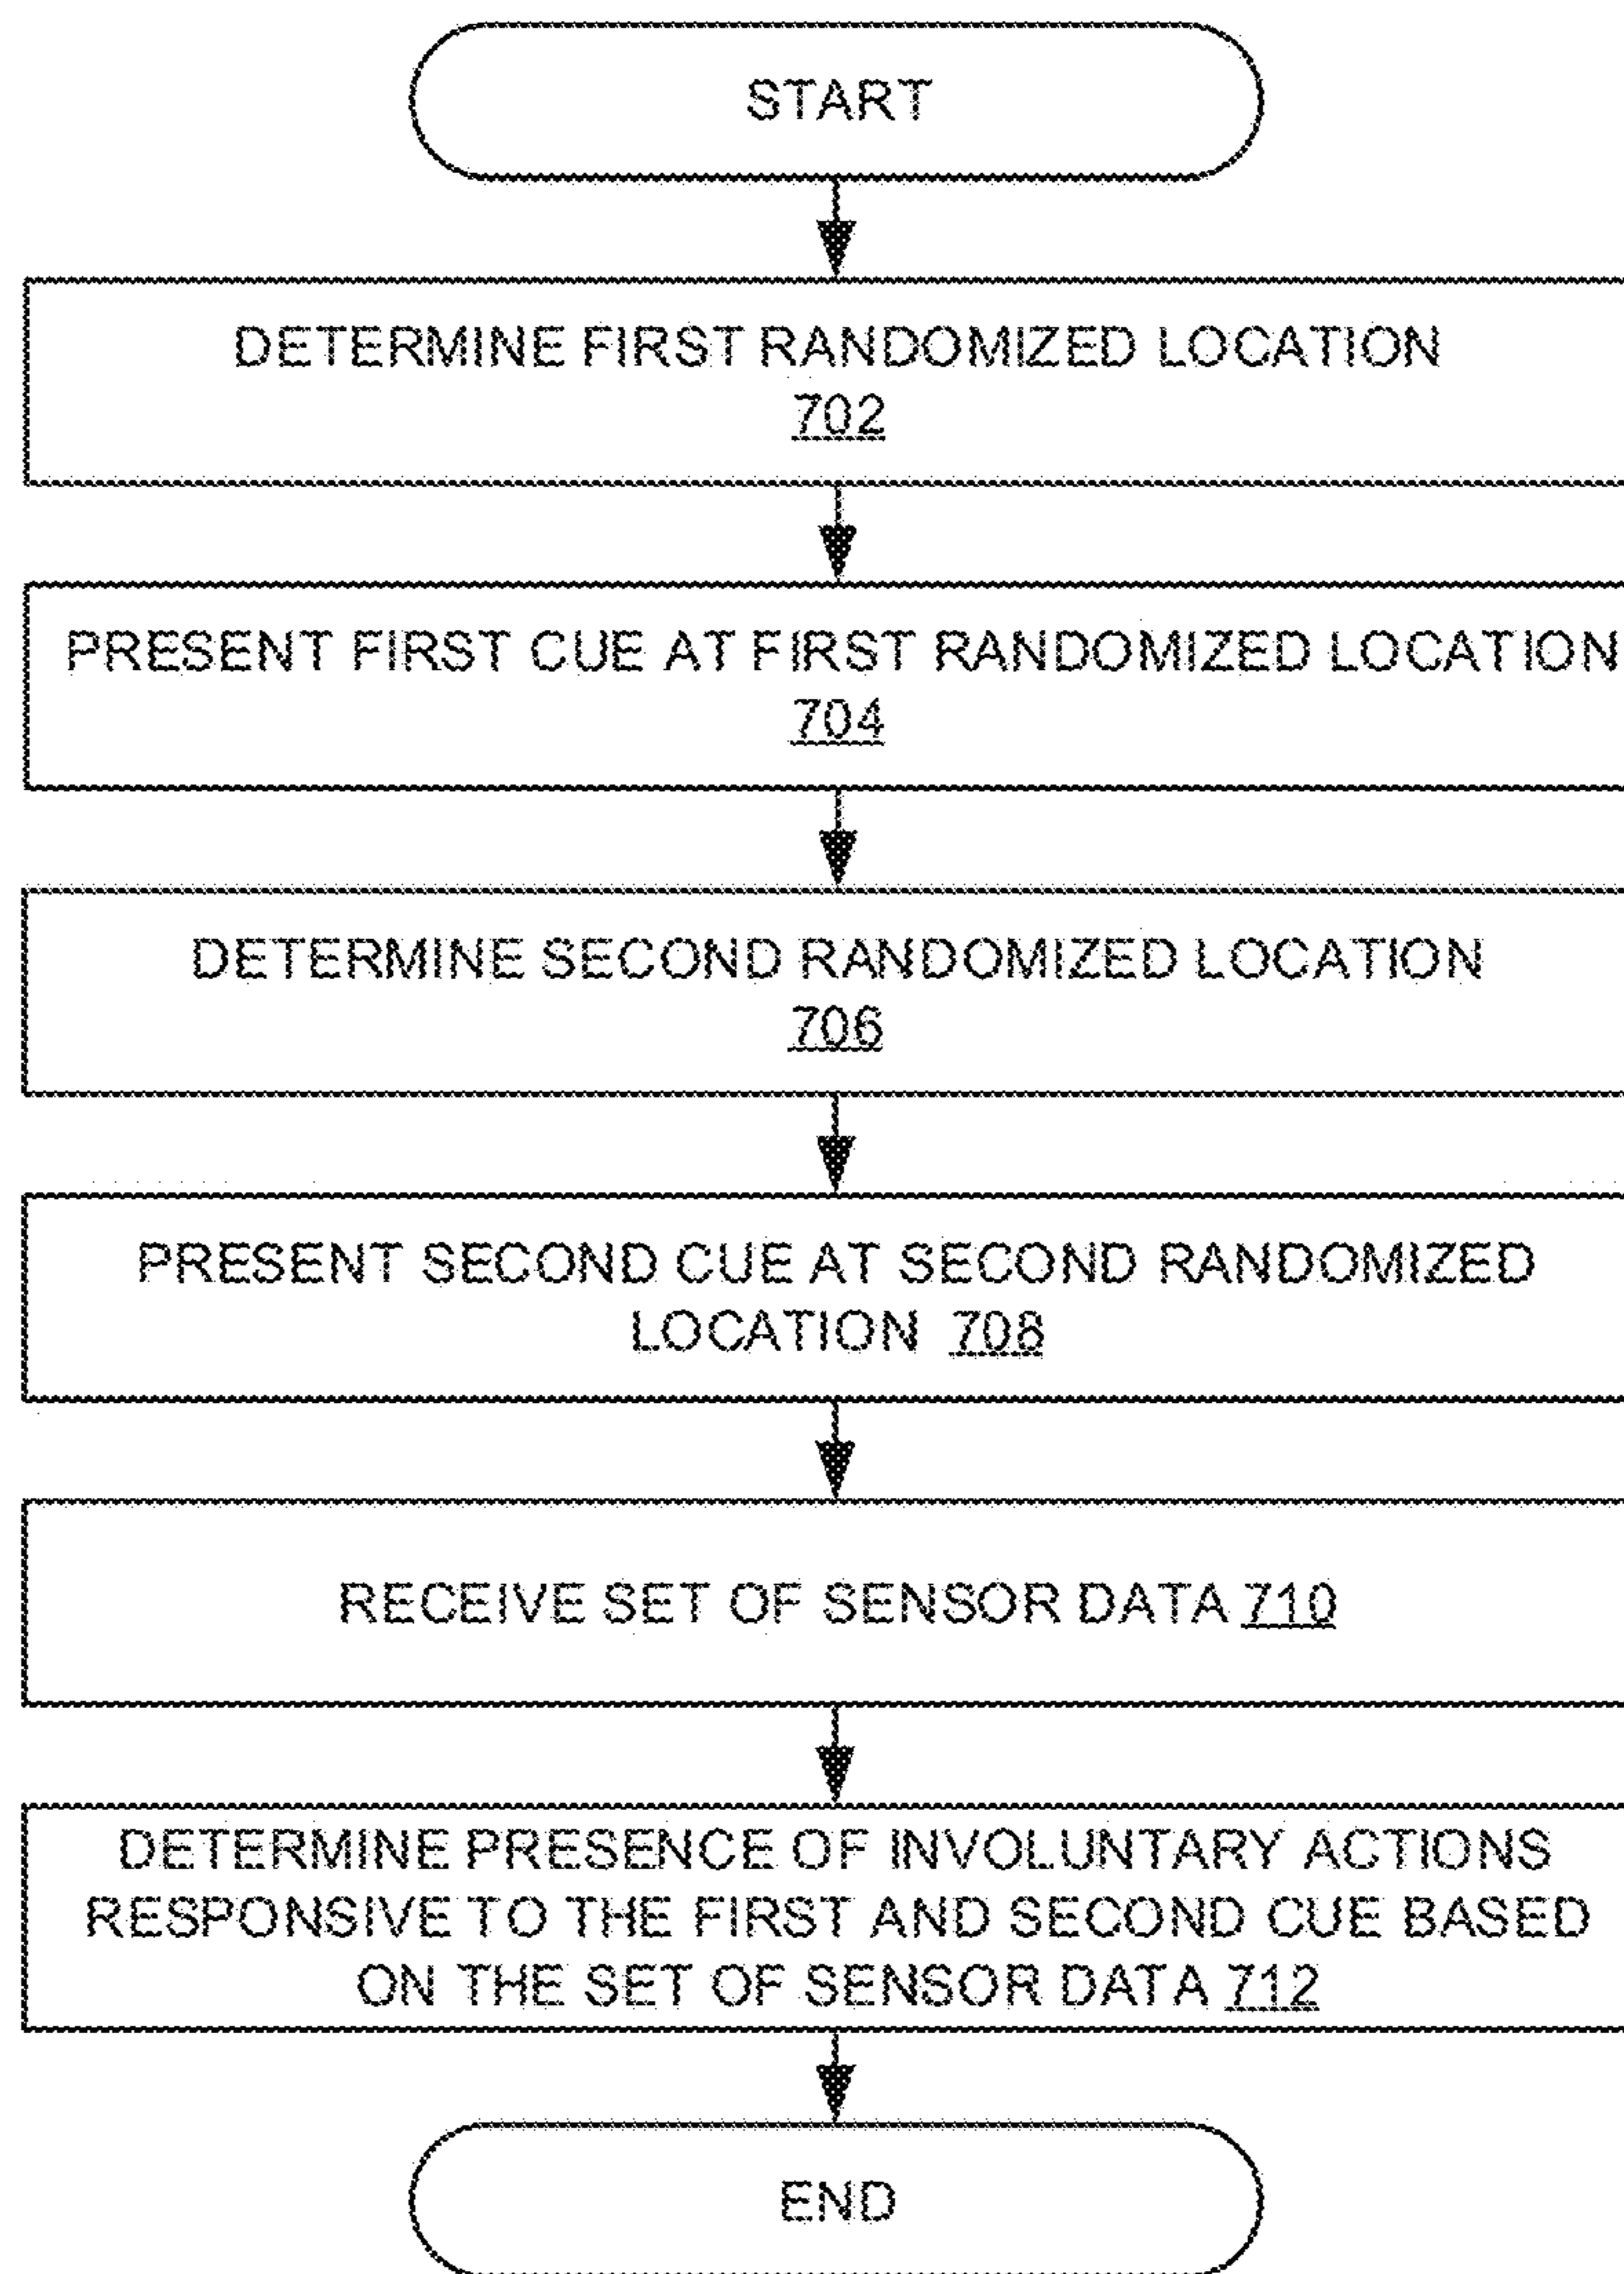 START
DETERMINE FIRST RANDOMIZED LOCATION
702
PRESENT FIRST CUE AT FIRST RANDOMIZED LOCATION
704
DETERMINE SECOND RANDOMIZED LOCATION
706
PRESENT SECOND CUE AT SECOND RANDOMIZED
LOCATION 708
RECEIVE SET OF SENSOR DATA 710
DETERMINE PRESENCE OF INVOLUNTARY ACTIONS
RESPONSIVE TO THE FIRST AND SECOND CUE BASED
ON THE SET OF SENSOR DATA 712
END